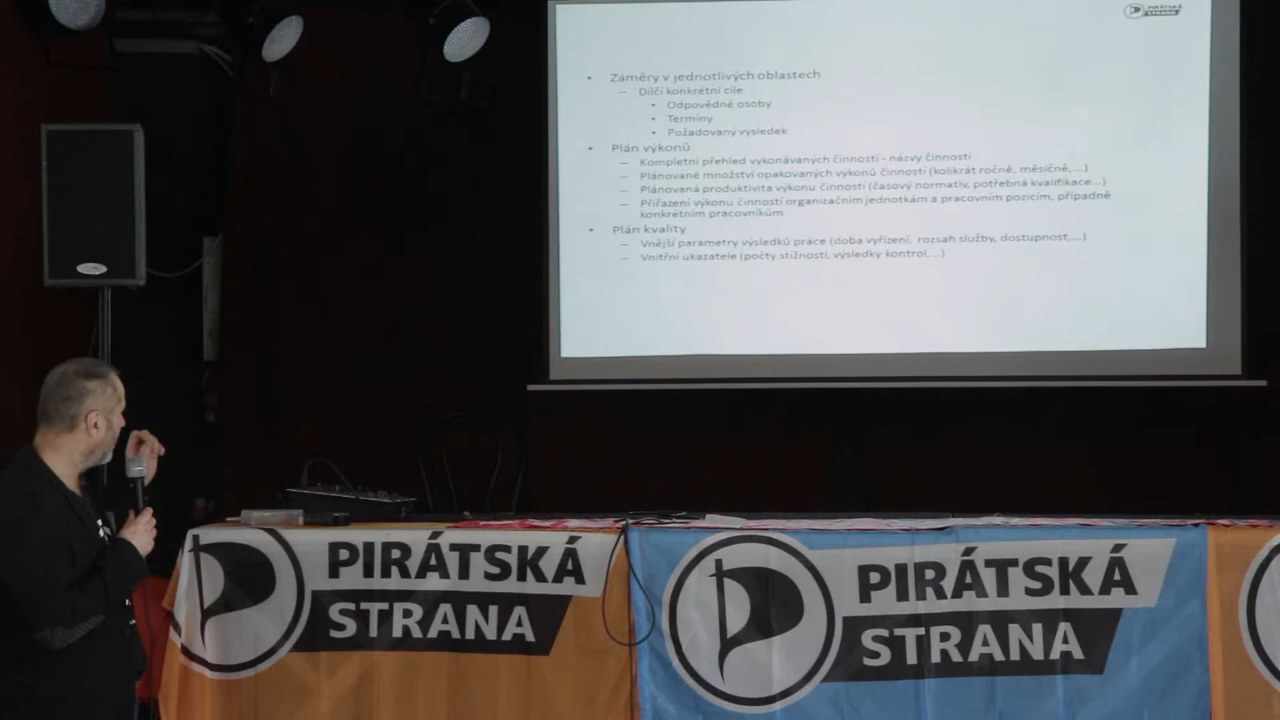 PIRÁTSKÁ
STRANA
• Záměry v jednotlivých oblastech
– Dílčí konkrétní cíle
• Odpovědné osoby
• Termíny
• Požadovaný výsledek
• Plán výkonů
– Kompletní přehled vykonávaných činností - názvy činností
– Plánované množství opakovaných výkonů činností (kolikrát ročně, měsíčně,...)
– Plánovaná produktivita výkonu činností (časový normativ, potřebná kvalifikace...)
– Přiřazení výkonu činností organizačním jednotkám a pracovním pozicím, případně
konkrétním pracovníkům
• Plán kvality
– Vnější parametry výsledků práce (doba vyřízení, rozsah služby, dostupnost,...)
– Vnitřní ukazatele (počty stížností, výsledky kontrol,...)
PIRÁTSKÁ
STRANA
PIRÁTSKÁ
STRANA